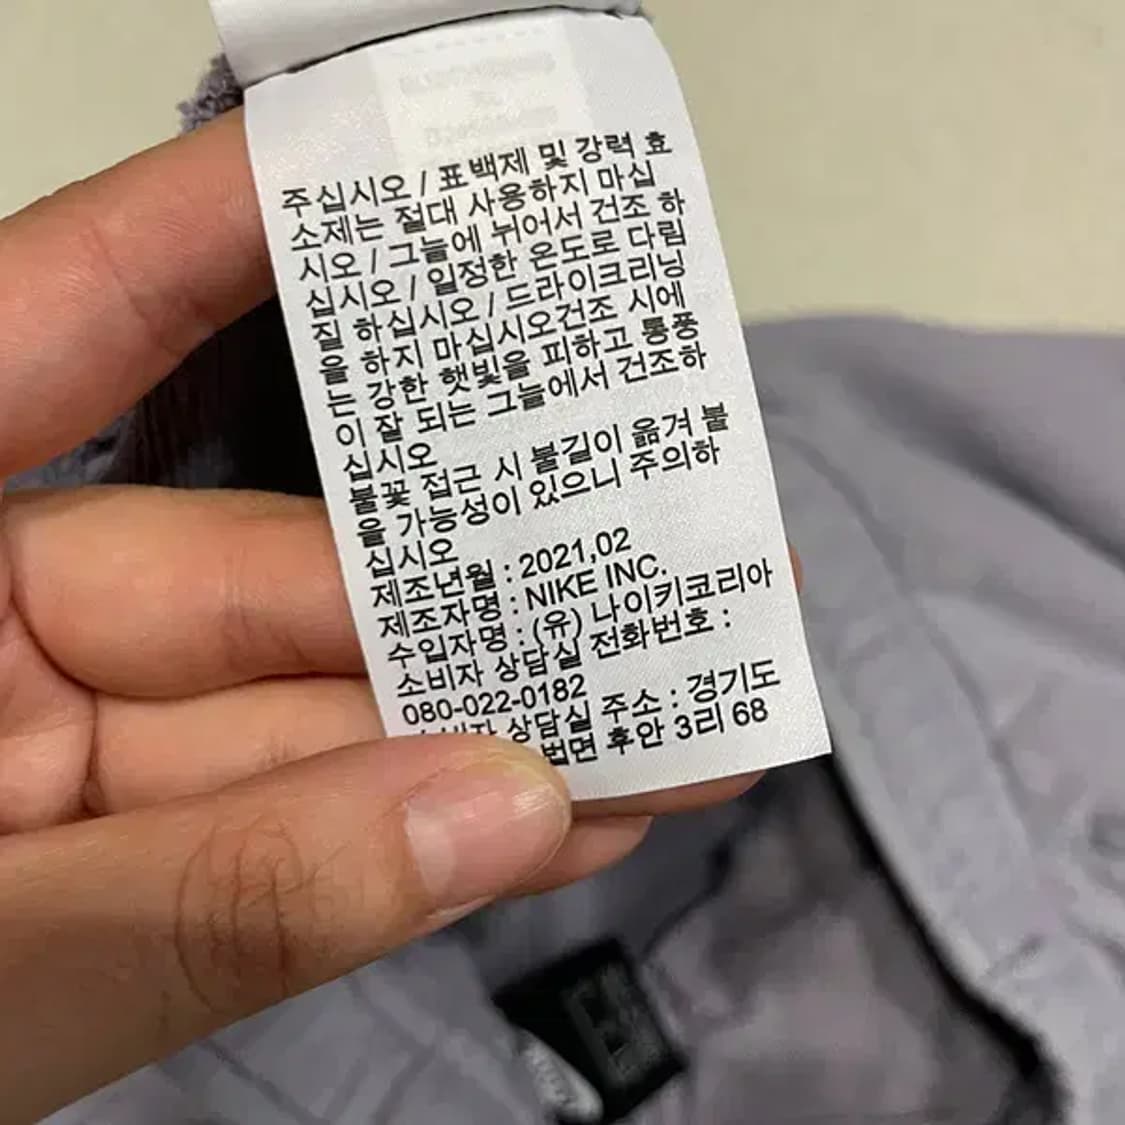 주십시오 / 표백제 및 강력 효
소제는 절대 사용하지 마십
시오 / 그늘에 뉘어서 건조 하
십시오 / 일정한 온도로 다림
질 하십시오 / 드라이크리닝
을 하지 마십시오건조 시에
는 강한 햇빛을 피하고 통풍
이 잘 되는 그늘에서 건조하
십시오
불꽃 접근 시 불길이 옮겨 붙
을 가능성이 있으니 주의하
십시오
제조년월 : 2021,02
제조자명 : NIKE INC.
수입자명 : (유) 나이키코리아
소비자 상담실 전화번호 :
080-022-0182
상담실 주소 : 경기도
후안 3리 68